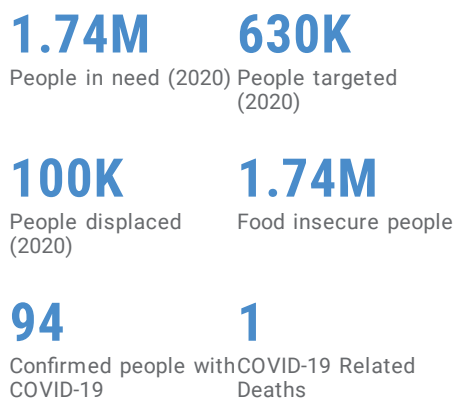 1.74M
People in need (2020)
630K
People targeted
(2020)
100K
People displaced
(2020)
1.74M
Food insecure people
94
Confirmed people with
COVID-19
1
COVID-19 Related
Deaths